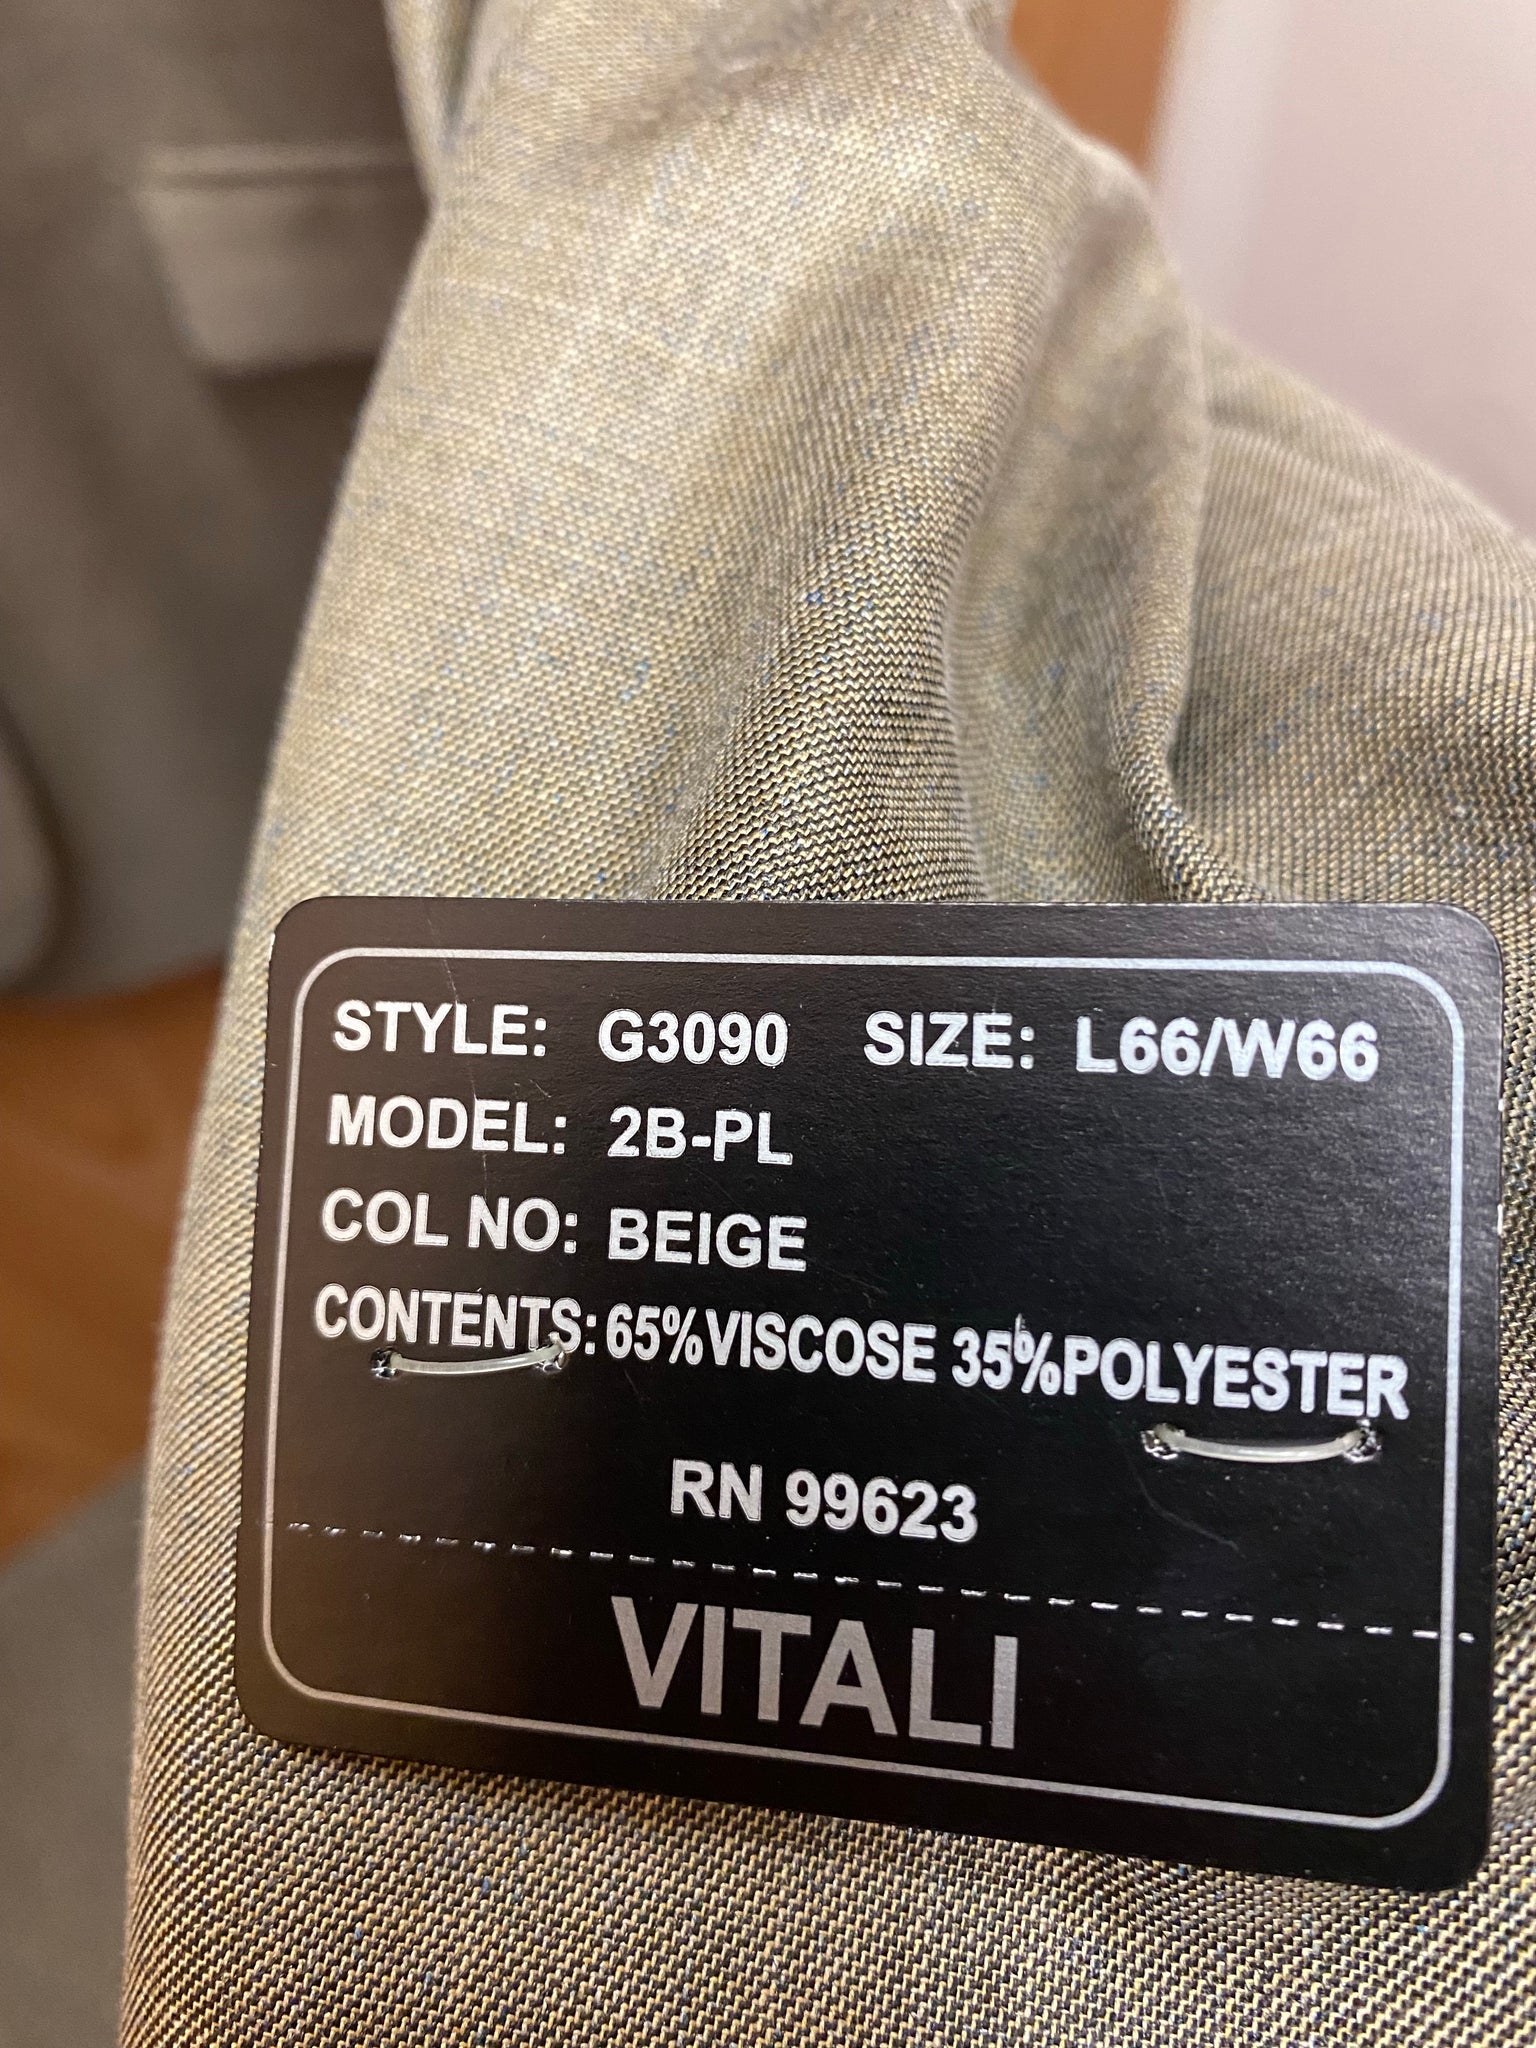 STYLE: G3090 SIZE: L66/W66
MODEL: 2B-PL
COL NO: BEIGE
CONTENTS: 65%VISCOSE 35%POLYESTER
RN 99623
VITALI